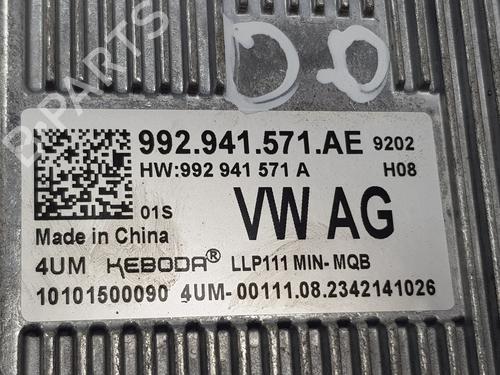 B-PARTS
992.941.571.AE 9202
HW:992 941 571 A H08
01S VW AG
Made in China
4UM KEBODA® LLP111 MIN- MQB
10101500090 4UM-00111.08.2342141026